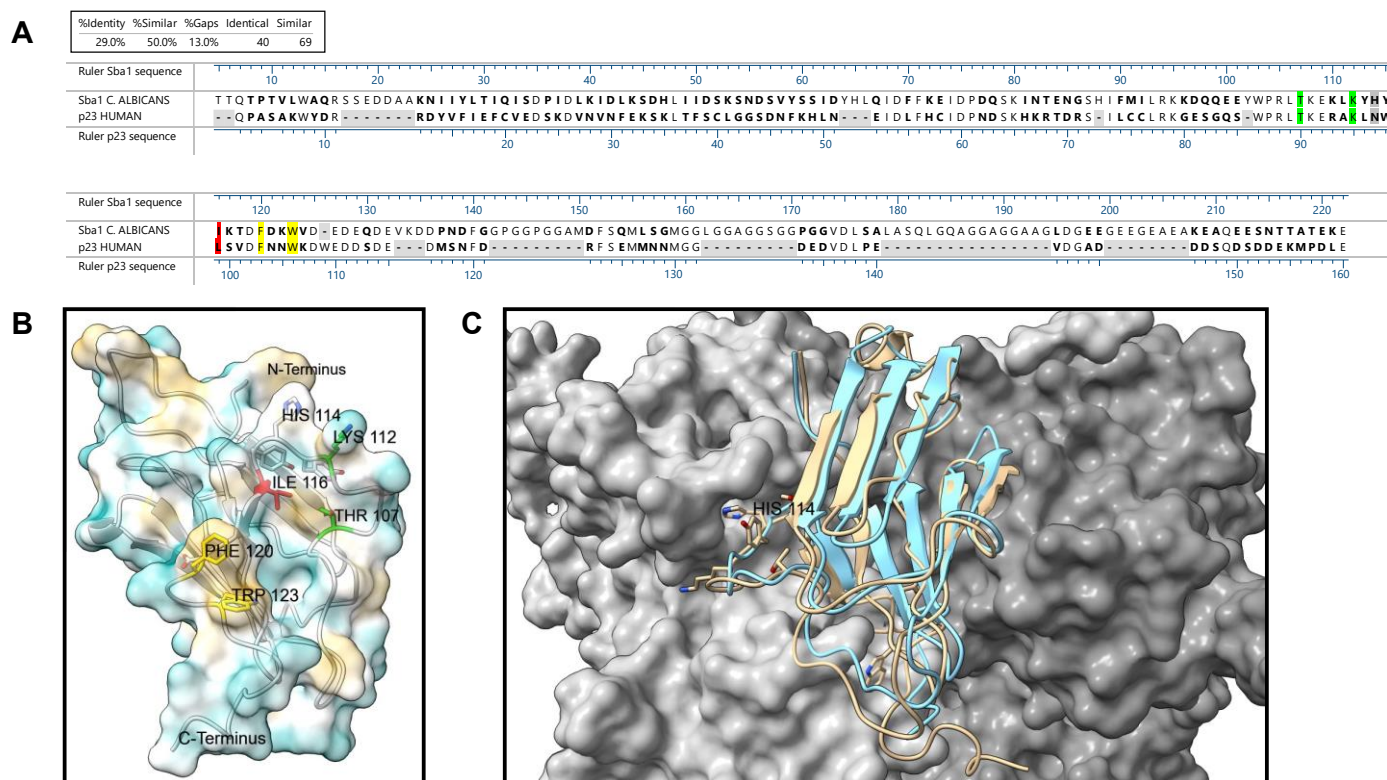 A
%Identity %Similar %Gaps Identical Similar
29.0% 50.0% 13.0% 40 69
Ruler Sba1 sequence 10 20 30 40 50 60 70 80 90 100 110
Sba1 C. ALBICANS TTQTPTVLWAQRSSEDDAAKNIIYLTIQISDPIDLKIDLKSDHLIIDSKSNDSVYSSIDYHLQIDFFKEIDPDQSKINTENGSHIFMILRKKDQQEEYWPRLTKEKLKYHY
p23 HUMAN --QPASAKWYDR-------RDYVFIEFCVEDSKDVNVNFEKSKLTFSCLGGSDNFKHLN---EIDLFHCIDPNDSKHKRTDRS-ILCCLRKGESGQS-WPRLTKERAKLNW
Ruler p23 sequence 10 20 30 40 50 60 70 80 90
Ruler Sba1 sequence 120 130 140 150 160 170 180 190 200 210 220
Sba1 C. ALBICANS IKTDFDKWVD-EDEQDEVKDDPNDFGGPGGPGGAMDFSQMLSGMGGLGGAGGSGGPGGVDLSALASQLGQAGGAGGAAGLDGEEGEEGEAEAKEAQEESNTTATEKE
p23 HUMAN LSVDFNNWKDWEDDSDE---DMSNFD---------RFSEMMNNMGG---------DEDVDLPE----------------VDGAD--------DDSQDSDDEKMPDLE
Ruler p23 sequence 100 110 120 130 140 150 160
B
N-Terminus
HIS 114
LYS 112
ILE 116
THR 107
PHE 120
TRP 123
C-Terminus
C
HIS 114